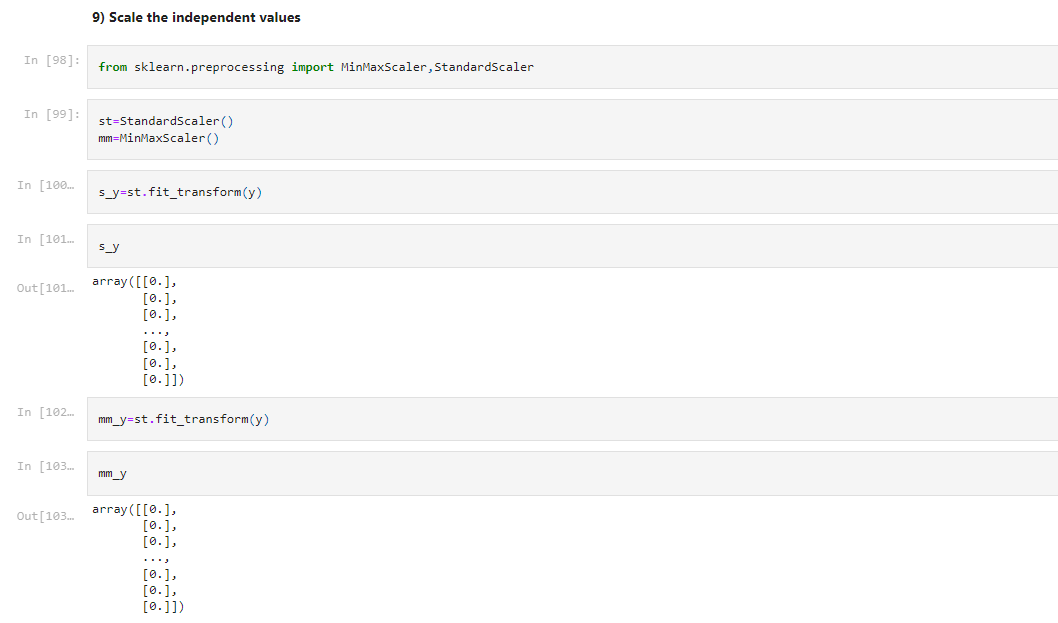 9) Scale the independent values
In [98]:
from sklearn.preprocessing import MinMaxScaler,StandardScaler
In [99]:
st=StandardScaler()
mm=MinMaxScaler()
In [100…
s_y=st.fit_transform(y)
In [101…
s_y
Out[101…
array([[0.],
[0.],
[0.],
...,
[0.],
[0.],
[0.]])
In [102…
mm_y=st.fit_transform(y)
In [103…
mm_y
Out[103…
array([[0.],
[0.],
[0.],
...,
[0.],
[0.],
[0.]])